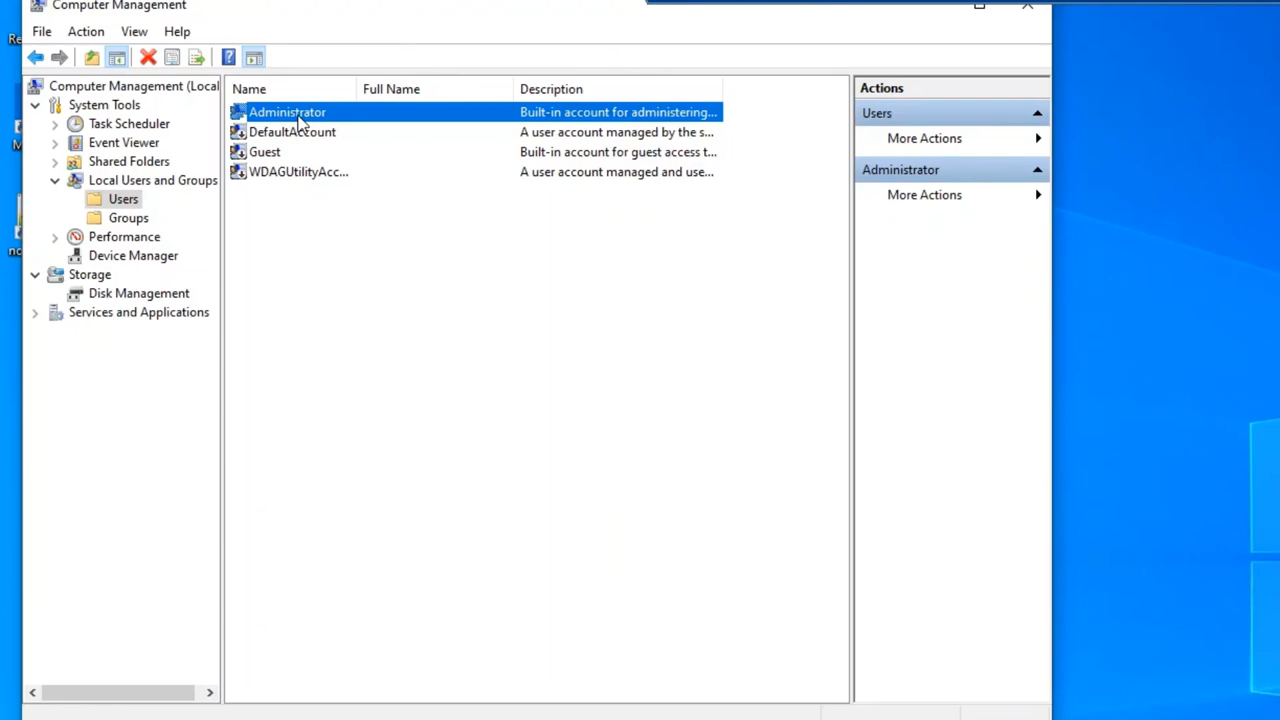 Computer Management
File Action View Help
Computer Management (Local
System Tools
Task Scheduler
Event Viewer
Shared Folders
Local Users and Groups
Users
Groups
Performance
Device Manager
Storage
Disk Management
Services and Applications
Name Full Name Description
Administrator Built-in account for administering...
DefaultAccount A user account managed by the s...
Guest Built-in account for guest access t...
WDAGUtilityAcc... A user account managed and use...
Actions
Users
More Actions
Administrator
More Actions